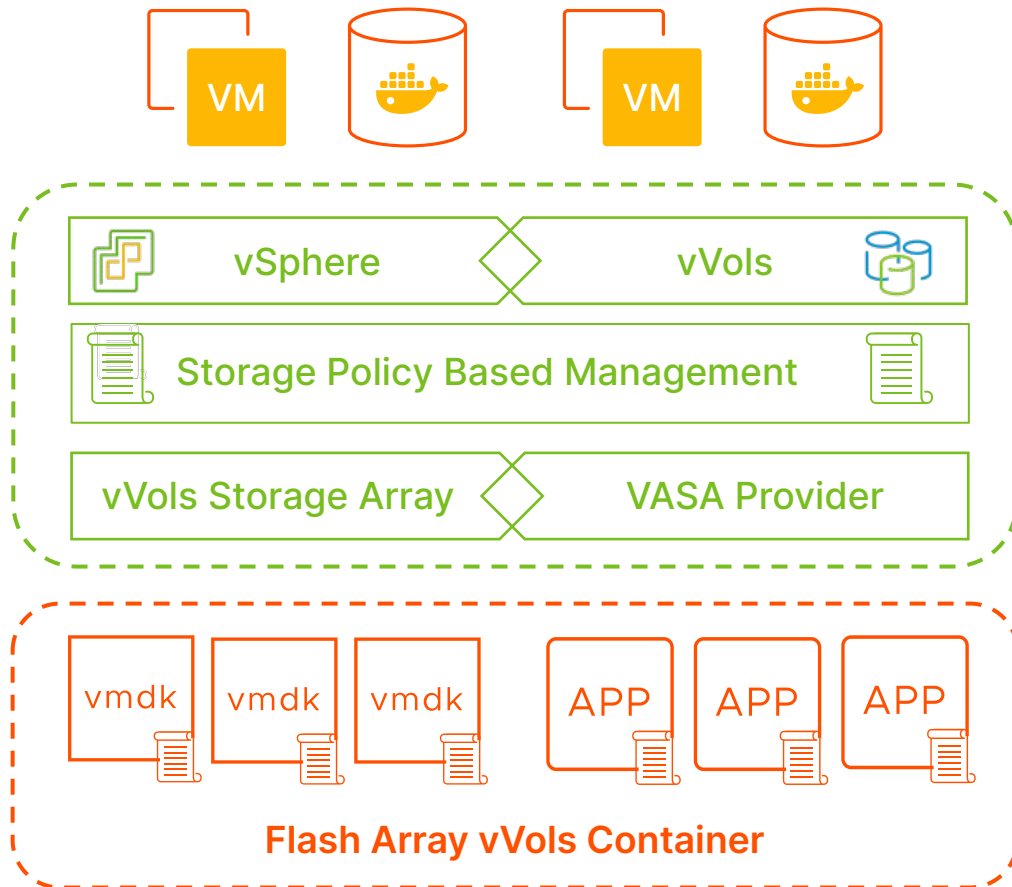 VM
VM
vSphere
vVols
Storage Policy Based Management
vVols Storage Array
VASA Provider
vmdk
vmdk
vmdk
APP
APP
APP
Flash Array vVols Container